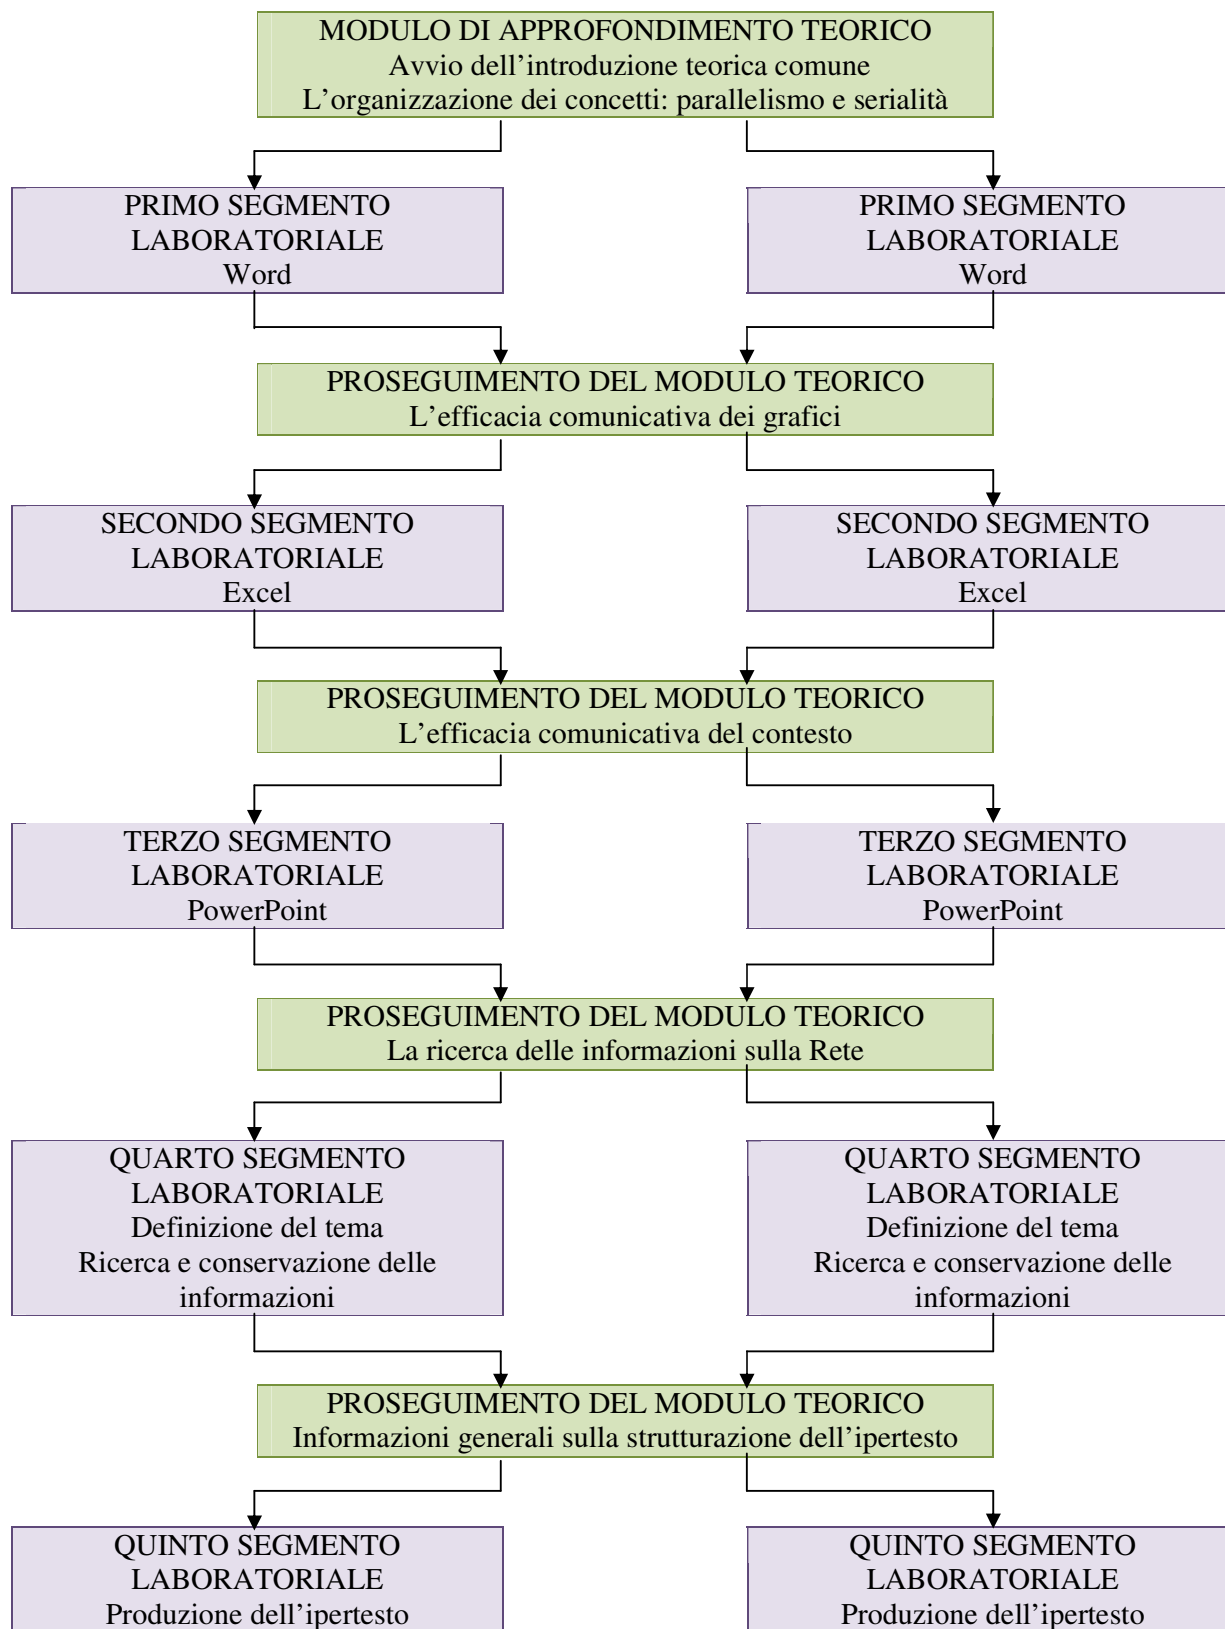 MODULO DI APPROFONDIMENTO TEORICO
Avvio dell’introduzione teorica comune
L’organizzazione dei concetti: parallelismo e serialità
PRIMO SEGMENTO
LABORATORIALE
Word
PRIMO SEGMENTO
LABORATORIALE
Word
PROSEGUIMENTO DEL MODULO TEORICO
L’efficacia comunicativa dei grafici
SECONDO SEGMENTO
LABORATORIALE
Excel
SECONDO SEGMENTO
LABORATORIALE
Excel
PROSEGUIMENTO DEL MODULO TEORICO
L’efficacia comunicativa del contesto
TERZO SEGMENTO
LABORATORIALE
PowerPoint
TERZO SEGMENTO
LABORATORIALE
PowerPoint
PROSEGUIMENTO DEL MODULO TEORICO
La ricerca delle informazioni sulla Rete
QUARTO SEGMENTO
LABORATORIALE
Definizione del tema
Ricerca e conservazione delle
informazioni
QUARTO SEGMENTO
LABORATORIALE
Definizione del tema
Ricerca e conservazione delle
informazioni
PROSEGUIMENTO DEL MODULO TEORICO
Informazioni generali sulla strutturazione dell’ipertesto
QUINTO SEGMENTO
LABORATORIALE
Produzione dell’ipertesto
QUINTO SEGMENTO
LABORATORIALE
Produzione dell’ipertesto